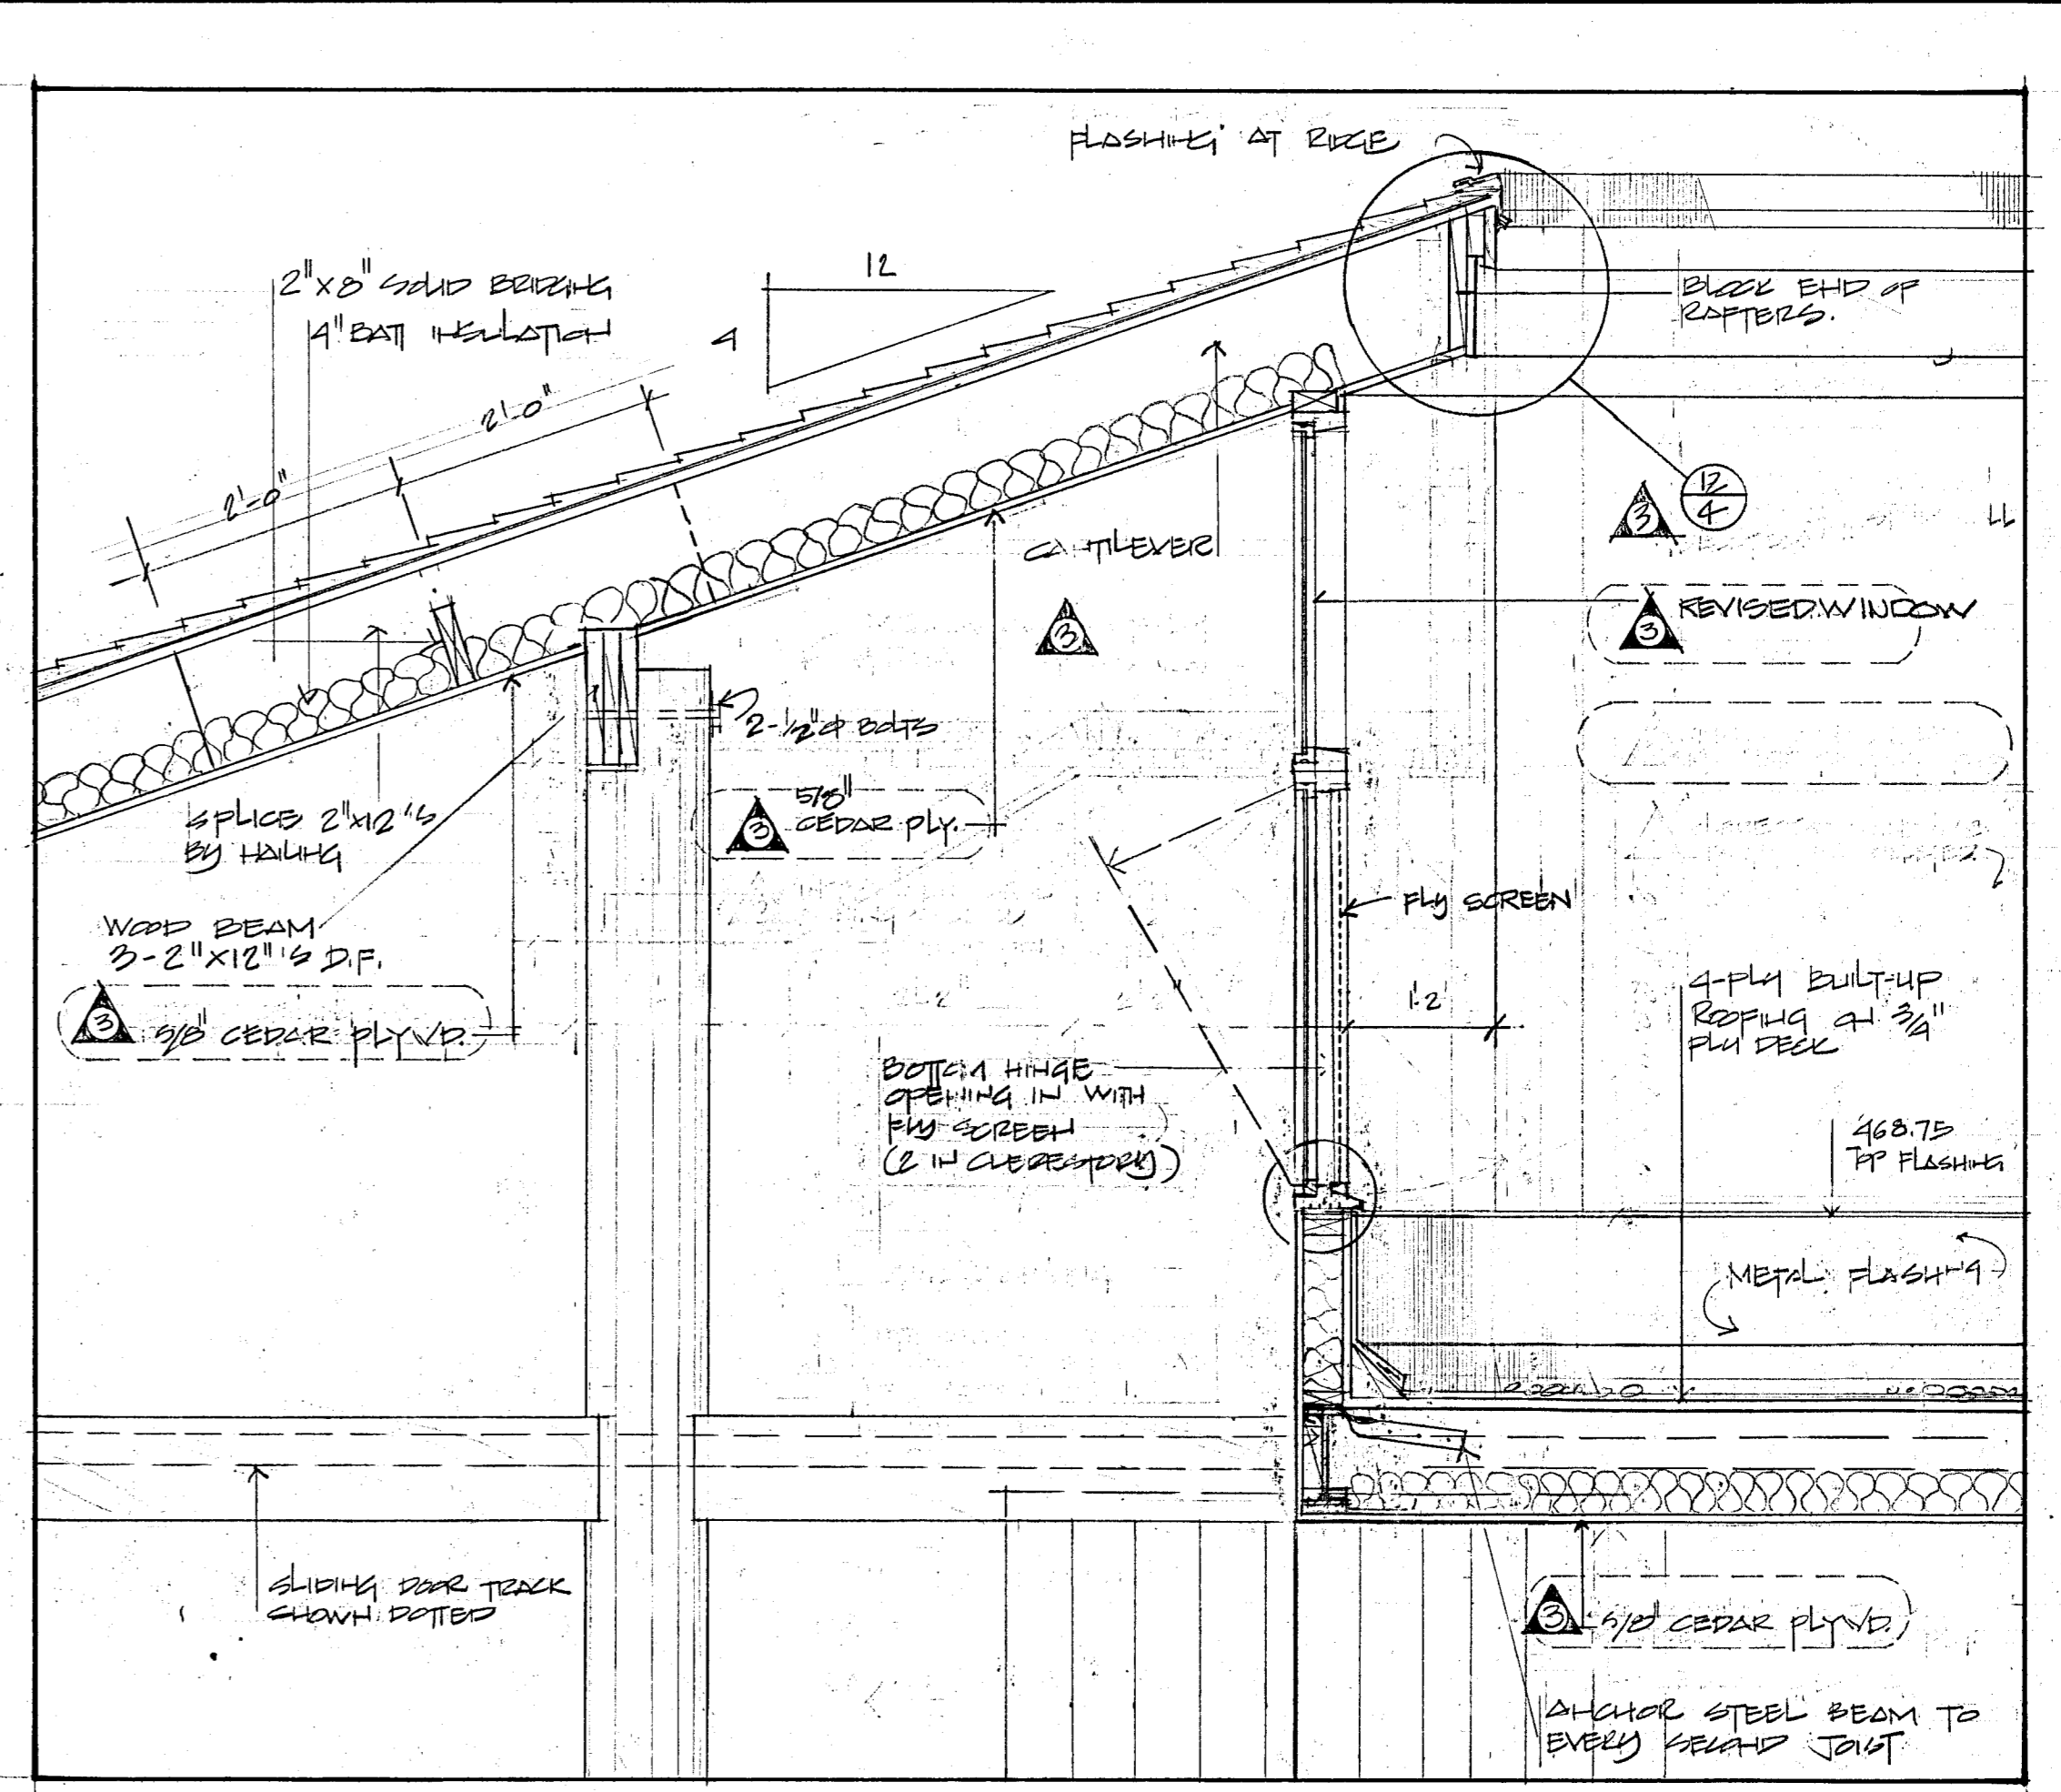 FLASHING AT RIDGE
12
4
2"X8" SOLID BRIDGING
4" BATT INSULATION
2'-0"
2'-0"
BLOCK END OF
RAFTERS.
12
4
3
CANTILEVER
3
3 REVISED WINDOW
2-1/2"Φ BOLTS
5/8"
3 CEDAR PLY.
SPLICE 2"X12"'S
BY NAILING
WOOD BEAM
3-2"X12"'S D.F.
3 5/8" CEDAR PLYWD.
FLY SCREEN
1'-2"
4-PLY BUILT-UP
ROOFING ON 3/4"
PLY DECK
BOTTOM HINGE
OPENING IN WITH
FLY SCREEN
(2 IN CLERESTORY)
468.75
TOP FLASHING
METAL FLASHING
SLIDING DOOR TRACK
SHOWN DOTTED
3 5/8" CEDAR PLYWD.
ANCHOR STEEL BEAM TO
EVERY SECOND JOIST